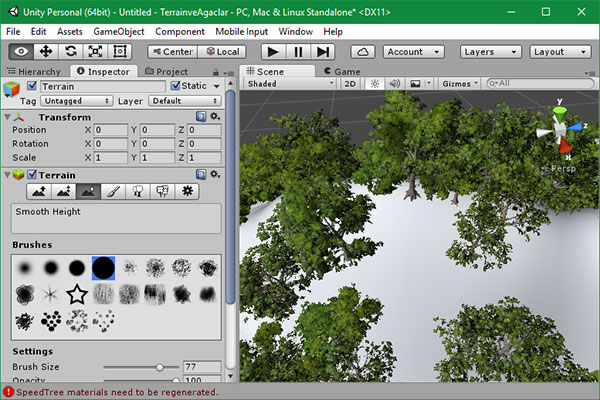 Unity Personal (64bit) - Untitled - TerrainveAgaclar - PC, Mac & Linux Standalone* <DX11>
File Edit Assets GameObject Component Mobile Input Window Help
Center Local Account Layers Layout
Hierarchy Inspector Project
Terrain Static
Tag Untagged Layer Default
Transform
Position X 0 Y 0 Z 0
Rotation X 0 Y 0 Z 0
Scale X 1 Y 1 Z 1
Terrain
Smooth Height
Brushes
Settings
Brush Size 77
Opacity 100
Scene Game
Shaded 2D Gizmos All
y
z
x
Persp
SpeedTree materials need to be regenerated.